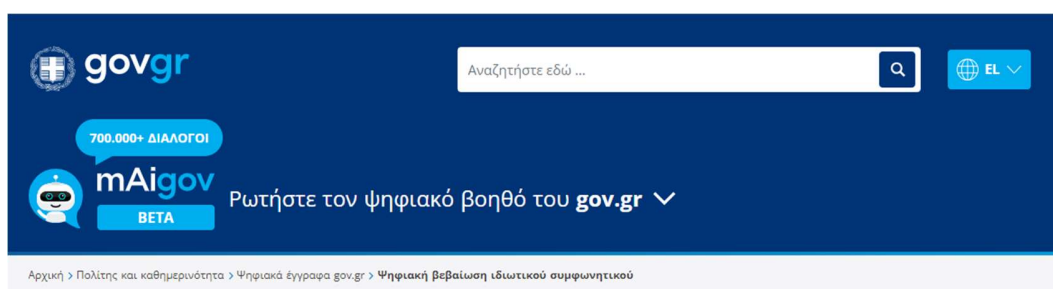 govgr
Αναζητήστε εδώ ...
EL
700.000+ ΔΙΑΛΟΓΟΙ
mAigov
BETA
Ρωτήστε τον ψηφιακό βοηθό του gov.gr
Αρχική > Πολίτης και καθημερινότητα > Ψηφιακά έγγραφα gov.gr > Ψηφιακή βεβαίωση ιδιωτικού συμφωνητικού